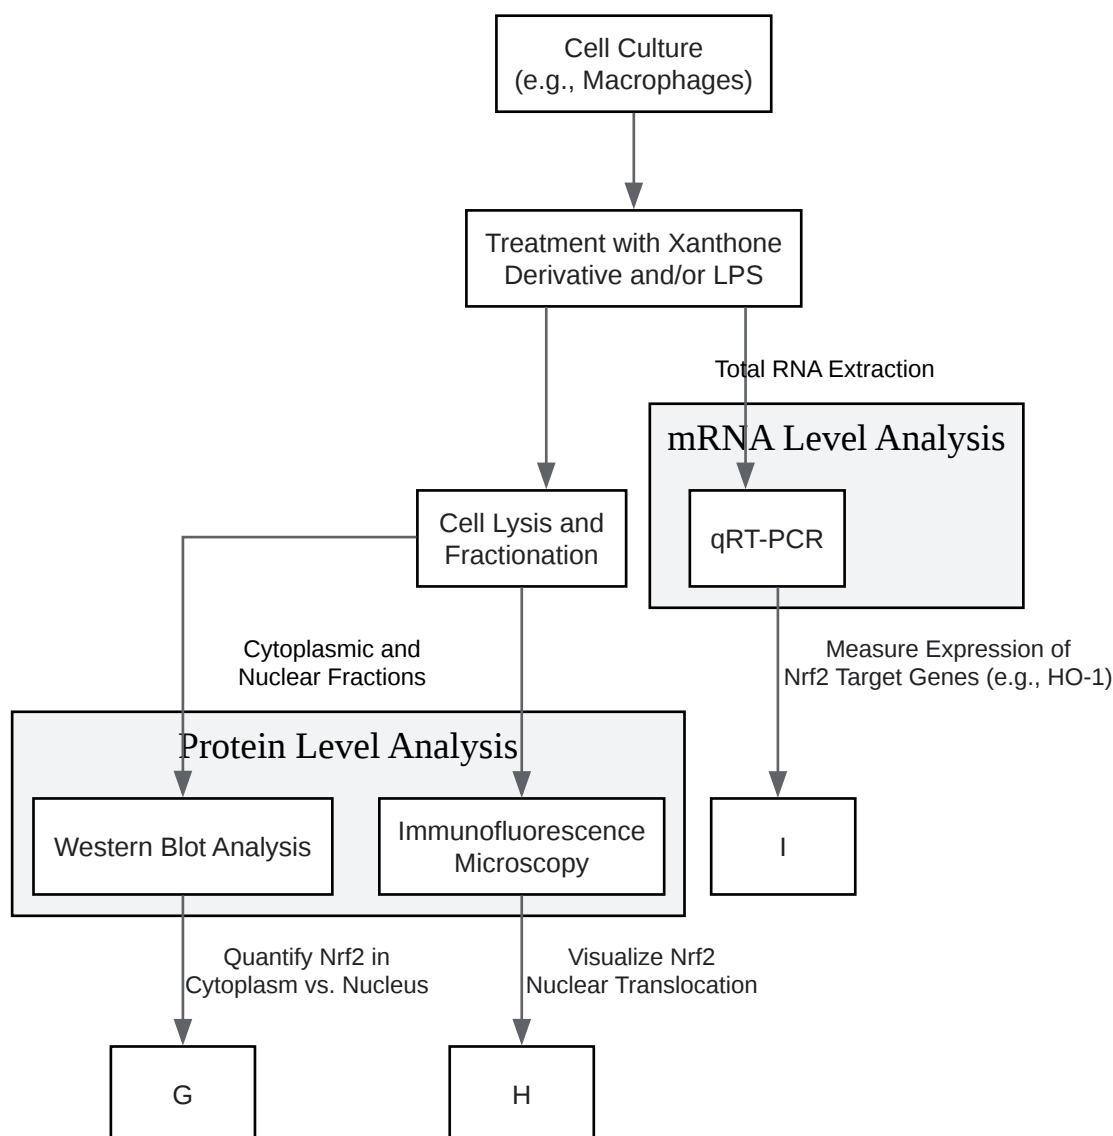 Cell Culture
(e.g., Macrophages)
Treatment with Xanthone
Derivative and/or LPS
Total RNA Extraction
mRNA Level Analysis
Cell Lysis and
Fractionation
qRT-PCR
Cytoplasmic and
Nuclear Fractions
Measure Expression of
Nrf2 Target Genes (e.g., HO-1)
Protein Level Analysis
Western Blot Analysis
Immunofluorescence
Microscopy
I
Quantify Nrf2 in
Cytoplasm vs. Nucleus
Visualize Nrf2
Nuclear Translocation
G
H